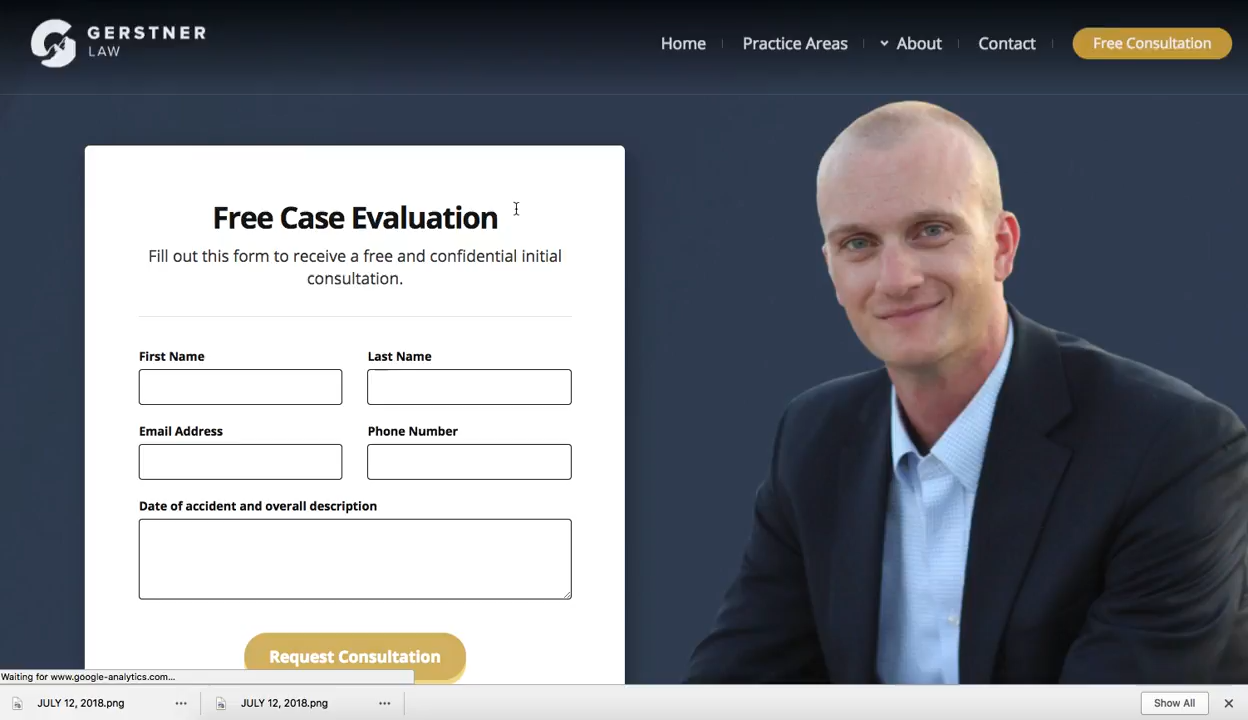 GERSTNER
LAW
Home
Practice Areas
About
Contact
Free Consultation
Free Case Evaluation
Fill out this form to receive a free and confidential initial
consultation.
First Name
Last Name
Email Address
Phone Number
Date of accident and overall description
Request Consultation
Waiting for www.google-analytics.com...
JULY 12, 2018.png
JULY 12, 2018.png
Show All